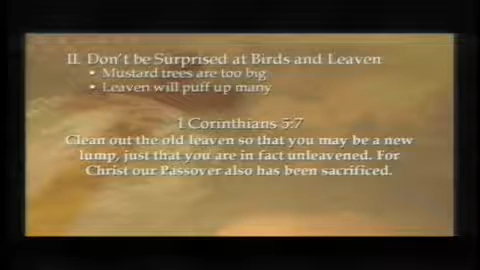 II. Don't be Surprised at Birds and Leaven
• Mustard trees are too big
• Leaven will puff up many
1 Corinthians 5:7
Clean out the old leaven so that you may be a new
lump, just that you are in fact unleavened. For
Christ our Passover also has been sacrificed.